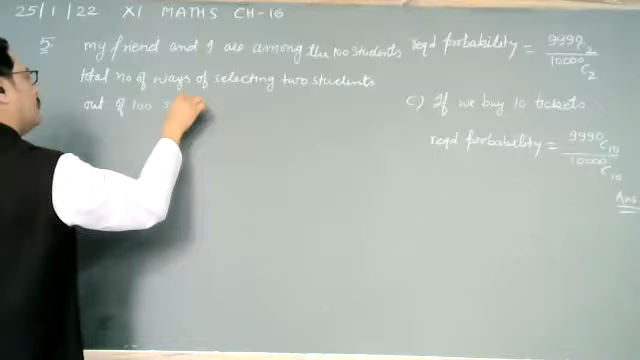 25/1/22 XI MATHS CH-16
5 my friend and I are among the 100 students
total no of ways of selecting two students
out of 100 s
reqd probability = 9990C2 / 10000C2
c) If we buy 10 tickets
reqd probability = 9990C10 / 10000C10
Ans